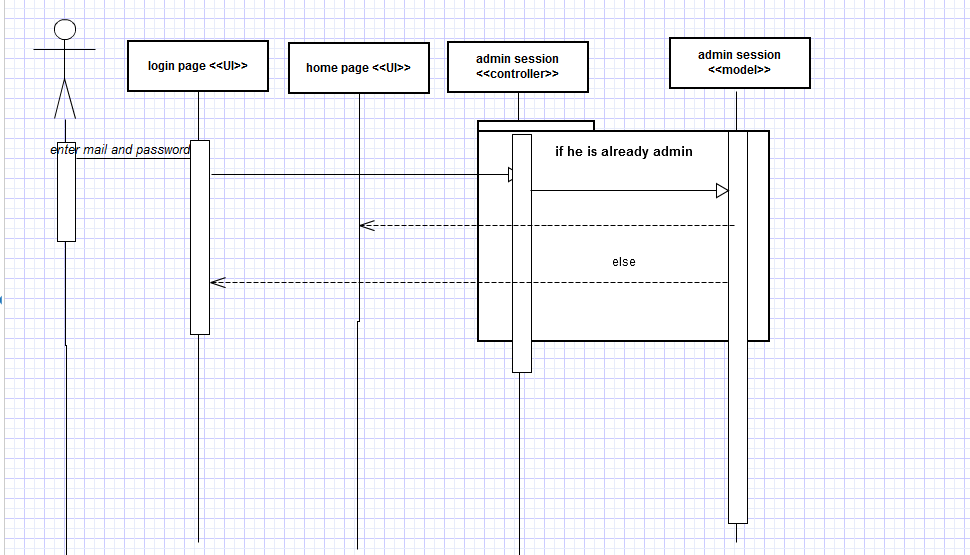 login page <<UI>>
home page <<UI>>
admin session
<<controller>>
admin session
<<model>>
enter mail and password
if he is already admin
else